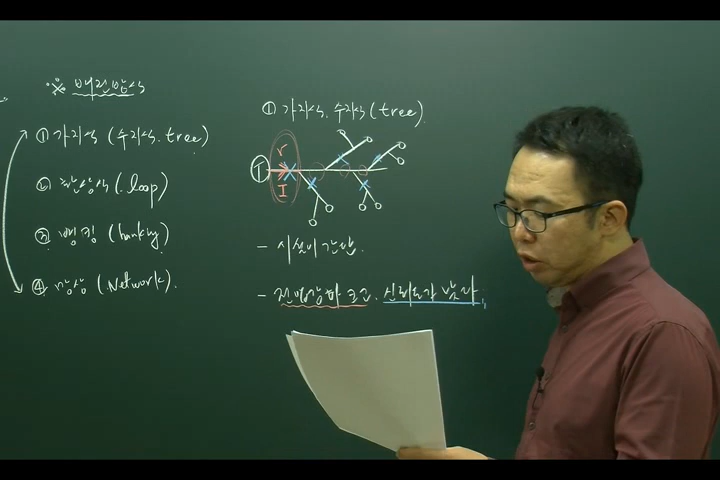 ※ 배전방식
① 가지식 (수지식. tree)
② 환상식 (loop)
③ 뱅킹 (banking)
④ 망상 (Network).
① 가지식. 수지식 (tree).
T
r
I
- 시설이 간단.
- 전압강하 크고. 신뢰도가 낮다.